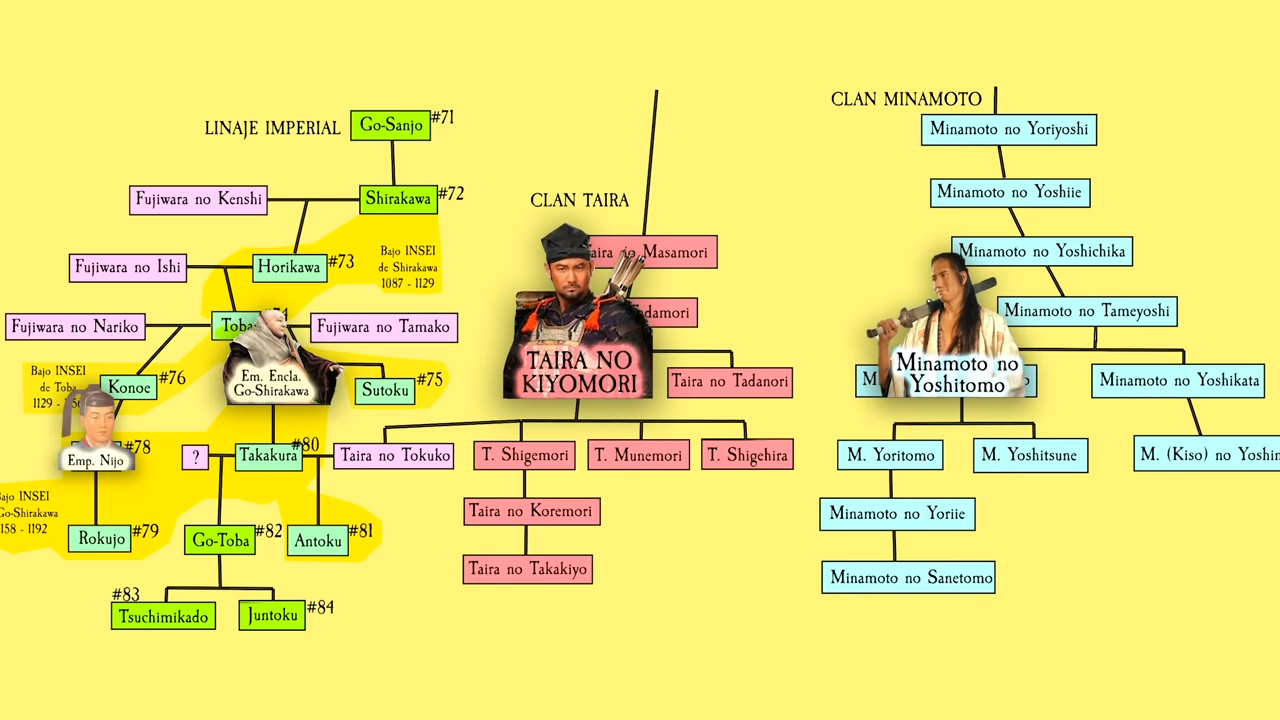 LINAJE IMPERIAL
Go-Sanjo
#71
Fujiwara no Kenshi
Shirakawa
#72
Fujiwara no Ishi
Horikawa
#73
Bajo INSEI
de Shirakawa
1087 - 1129
Fujiwara no Nariko
Toba
Fujiwara no Tamako
Bajo INSEI
de Toba
1129 -
Konoe
#76
Em. Encla.
Go-Shirakawa
Sutoku
#75
Emp. Nijo
#78
?
Takakura
#80
Taira no Tokuko
INSEI
Go-Shirakawa
- 1192
Rokujo
#79
Go-Toba
#82
Antoku
#81
#83
Tsuchimikado
Juntoku
#84
CLAN TAIRA
no Masamori
TAIRA NO
KIYOMORI
Taira no Tadanori
T. Shigemori
T. Munemori
T. Shigehira
Taira no Koremori
Taira no Takakiyo
CLAN MINAMOTO
Minamoto no Yoriyoshi
Minamoto no Yoshiie
Minamoto no Yoshichika
Minamoto no Tameyoshi
Minamoto no
Yoshitomo
Minamoto no Yoshikata
M. Yoritomo
M. Yoshitsune
M. (Kiso) no
Minamoto no Yoriie
Minamoto no Sanetomo